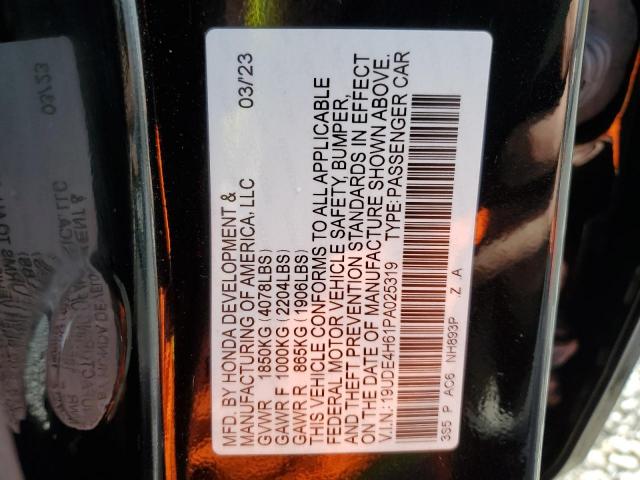 MFD. BY HONDA DEVELOPMENT &
MANUFACTURING OF AMERICA, LLC 03/'23
GVWR 1850KG (4078LBS)
GAWR F 1000KG (2204LBS)
GAWR R 865KG (1906LBS)
THIS VEHICLE CONFORMS TO ALL APPLICABLE
FEDERAL MOTOR VEHICLE SAFETY, BUMPER,
AND THEFT PREVENTION STANDARDS IN EFFECT
ON THE DATE OF MANUFACTURE SHOWN ABOVE.
V.I.N.: 19UDE4H61PA025319 TYPE: PASSENGER CAR
3S5 P AC6 NH893P Z A